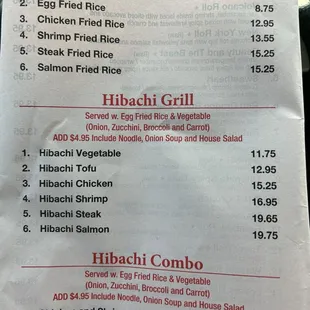 2. Egg Fried Rice 8.75
3. Chicken Fried Rice 12.95
4. Shrimp Fried Rice 13.55
5. Steak Fried Rice 15.25
6. Salmon Fried Rice 15.25
Hibachi Grill
Served w. Egg Fried Rice & Vegetable
(Onion, Zucchini, Broccoli and Carrot)
ADD $4.95 Include Noodle, Onion Soup and House Salad
1. Hibachi Vegetable 11.75
2. Hibachi Tofu 12.95
3. Hibachi Chicken 15.25
4. Hibachi Shrimp 16.95
5. Hibachi Steak 19.65
6. Hibachi Salmon 19.75
Hibachi Combo
Served w. Egg Fried Rice & Vegetable
(Onion, Zucchini, Broccoli and Carrot)
ADD $4.95 Include Noodle, Onion Soup and House Salad